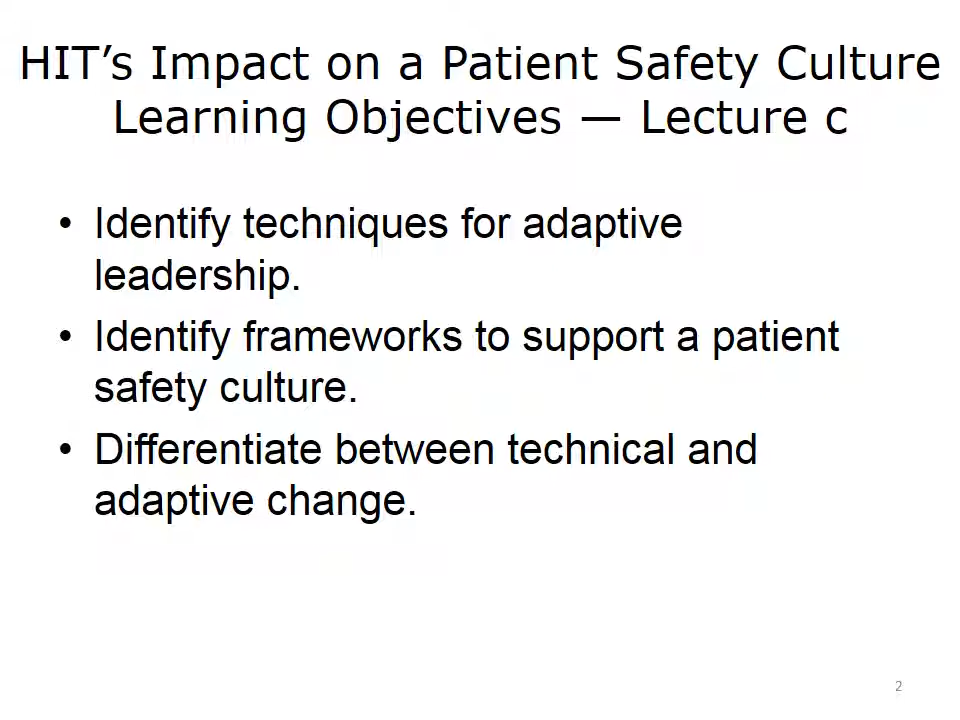 HIT’s Impact on a Patient Safety Culture
Learning Objectives — Lecture c
• Identify techniques for adaptive
leadership.
• Identify frameworks to support a patient
safety culture.
• Differentiate between technical and
adaptive change.
2